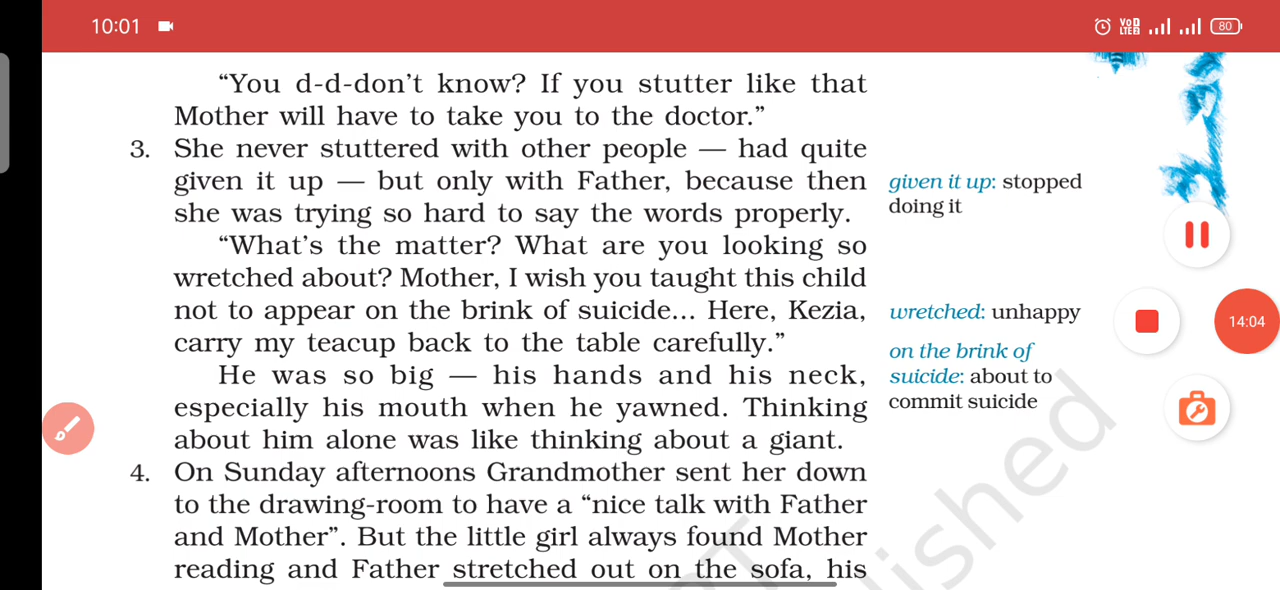 10:01
VoD
LTE2
80
“You d-d-don’t know? If you stutter like that
Mother will have to take you to the doctor.”
3. She never stuttered with other people — had quite
given it up — but only with Father, because then
she was trying so hard to say the words properly.
“What’s the matter? What are you looking so
wretched about? Mother, I wish you taught this child
not to appear on the brink of suicide... Here, Kezia,
carry my teacup back to the table carefully.”
He was so big — his hands and his neck,
especially his mouth when he yawned. Thinking
about him alone was like thinking about a giant.
4. On Sunday afternoons Grandmother sent her down
to the drawing-room to have a “nice talk with Father
and Mother”. But the little girl always found Mother
reading and Father stretched out on the sofa, his
given it up: stopped
doing it
wretched: unhappy
on the brink of
suicide: about to
commit suicide
14:04